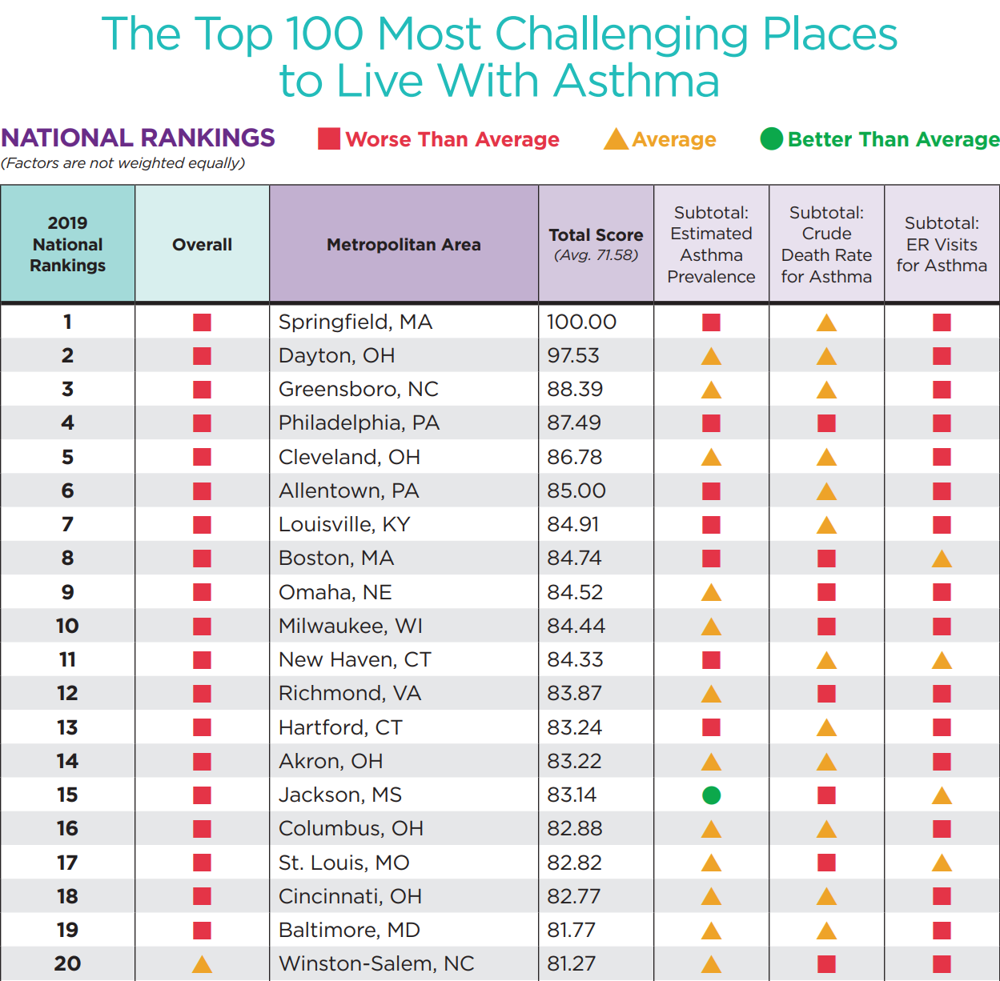 The Top 100 Most Challenging Places
to Live With Asthma
NATIONAL RANKINGS
(Factors are not weighted equally)
Worse Than Average
Average
Better Than Average
2019
National
Rankings
Overall
Metropolitan Area
Total Score
(Avg. 71.58)
Subtotal:
Estimated
Asthma
Prevalence
Subtotal:
Crude
Death Rate
for Asthma
Subtotal:
ER Visits
for Asthma
1 Springfield, MA 100.00
2 Dayton, OH 97.53
3 Greensboro, NC 88.39
4 Philadelphia, PA 87.49
5 Cleveland, OH 86.78
6 Allentown, PA 85.00
7 Louisville, KY 84.91
8 Boston, MA 84.74
9 Omaha, NE 84.52
10 Milwaukee, WI 84.44
11 New Haven, CT 84.33
12 Richmond, VA 83.87
13 Hartford, CT 83.24
14 Akron, OH 83.22
15 Jackson, MS 83.14
16 Columbus, OH 82.88
17 St. Louis, MO 82.82
18 Cincinnati, OH 82.77
19 Baltimore, MD 81.77
20 Winston-Salem, NC 81.27